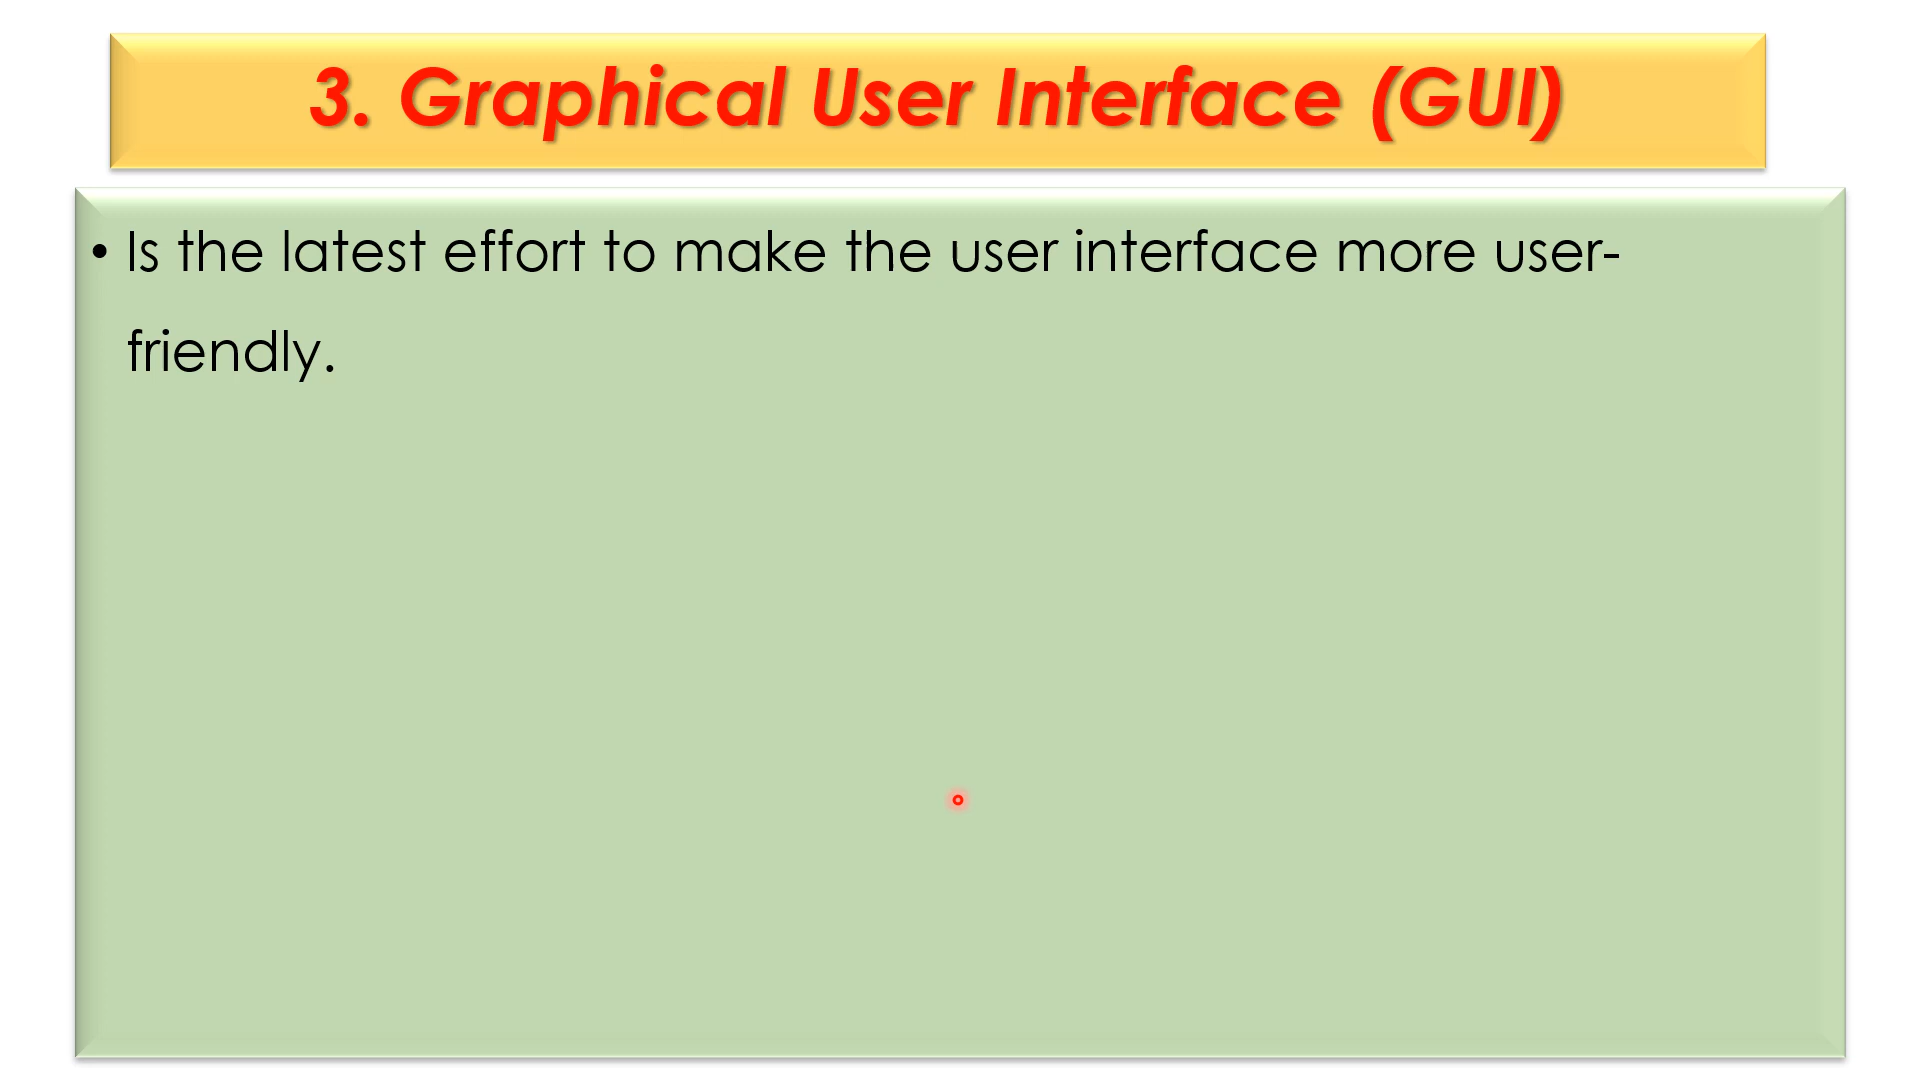 3. Graphical User Interface (GUI)
• Is the latest effort to make the user interface more user-
friendly.